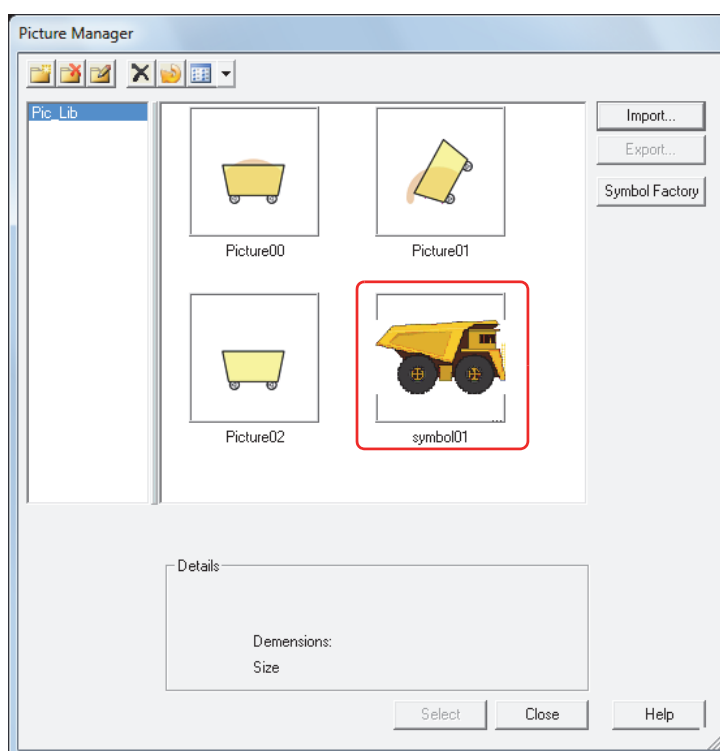 Picture Manager
Pic_Lib
Import...
Export...
Symbol Factory
Picture00
Picture01
Picture02
symbol01
...
Details
Demensions:
Size
Select
Close
Help